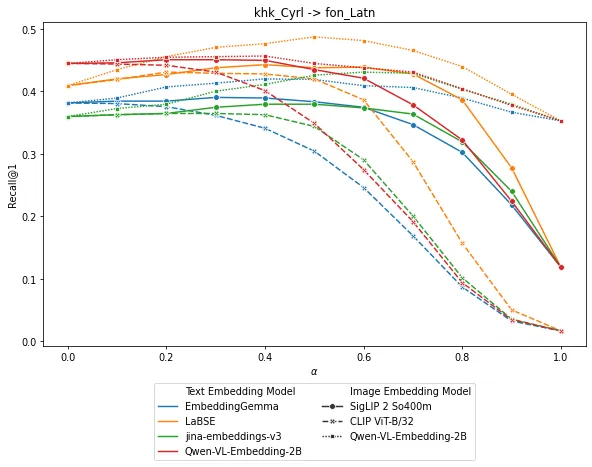 khk_Cyrl -> fon_Latn
Recall@1
0.5
0.4
0.3
0.2
0.1
0.0
0.0 0.2 0.4 0.6 0.8 1.0
α
Text Embedding Model
EmbeddingGemma
LaBSE
jina-embeddings-v3
Qwen-VL-Embedding-2B
Image Embedding Model
SigLIP 2 So400m
CLIP ViT-B/32
Qwen-VL-Embedding-2B